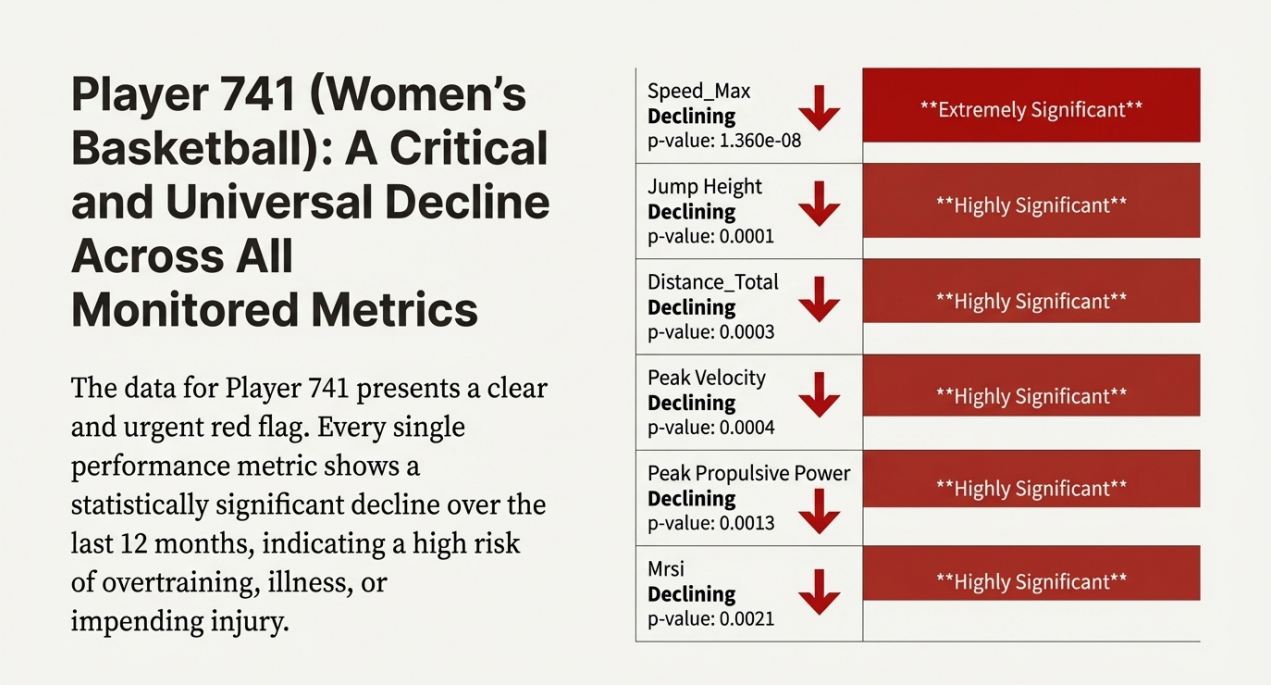 Player 741 (Women’s
Basketball): A Critical
and Universal Decline
Across All
Monitored Metrics
The data for Player 741 presents a clear
and urgent red flag. Every single
performance metric shows a
statistically significant decline over the
last 12 months, indicating a high risk
of overtraining, illness, or
impending injury.
Speed_Max
Declining
p-value: 1.360e-08
**Extremely Significant**
Jump Height
Declining
p-value: 0.0001
**Highly Significant**
Distance_Total
Declining
p-value: 0.0003
**Highly Significant**
Peak Velocity
Declining
p-value: 0.0004
**Highly Significant**
Peak Propulsive Power
Declining
p-value: 0.0013
**Highly Significant**
Mrsi
Declining
p-value: 0.0021
**Highly Significant**